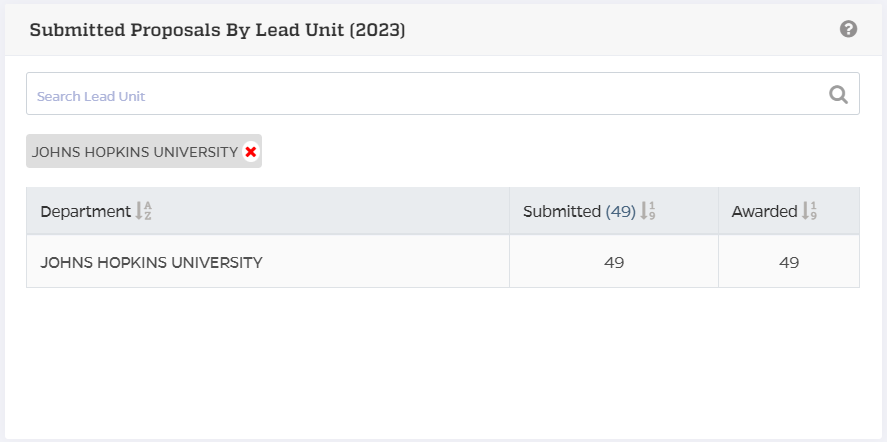 Submitted Proposals By Lead Unit (2023)
Search Lead Unit
JOHNS HOPKINS UNIVERSITY
Department Submitted (49) Awarded
JOHNS HOPKINS UNIVERSITY 49 49